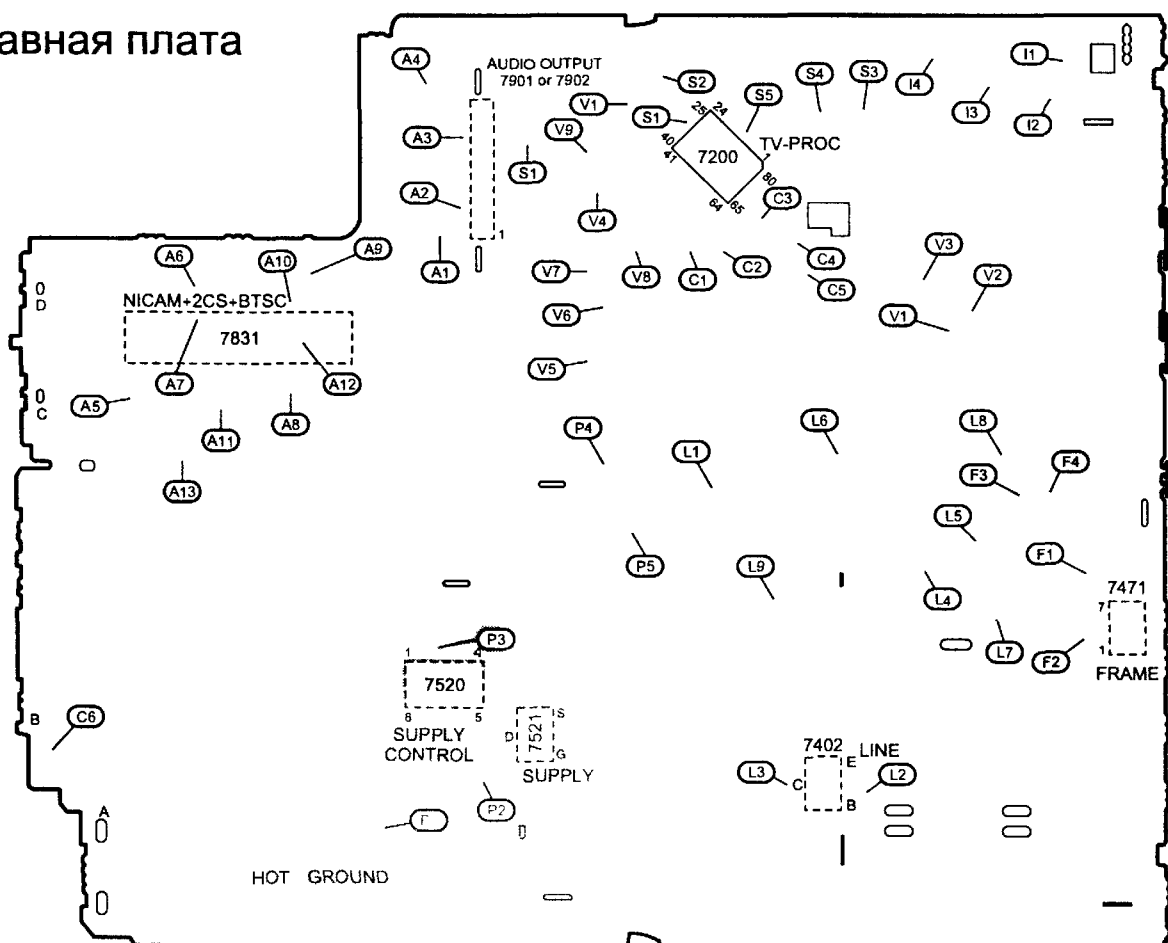 авная плата
A4
AUDIO OUTPUT
7901 or 7902
S2
S4
S3
I4
I1
V1
S1
25
24
S5
I3
I2
A3
V9
40
41
7200
TV-PROC
1
80
S1
A2
64
65
C3
V4
1
A6
A10
A9
A1
V7
V8
C1
C2
C4
C5
V3
V2
0
D
NICAM+2CS+BTSC
7831
V6
V1
V5
A7
A12
0
C
A5
A11
A8
P4
L6
L8
L1
F3
F4
A13
L5
P5
L9
F1
L4
7471
7
1
L7
F2
FRAME
P3
1
4
7520
8
5
SUPPLY
CONTROL
B
C6
D
7521
S
G
SUPPLY
7402
LINE
E
L3
C
L2
B
P2
A
HOT GROUND